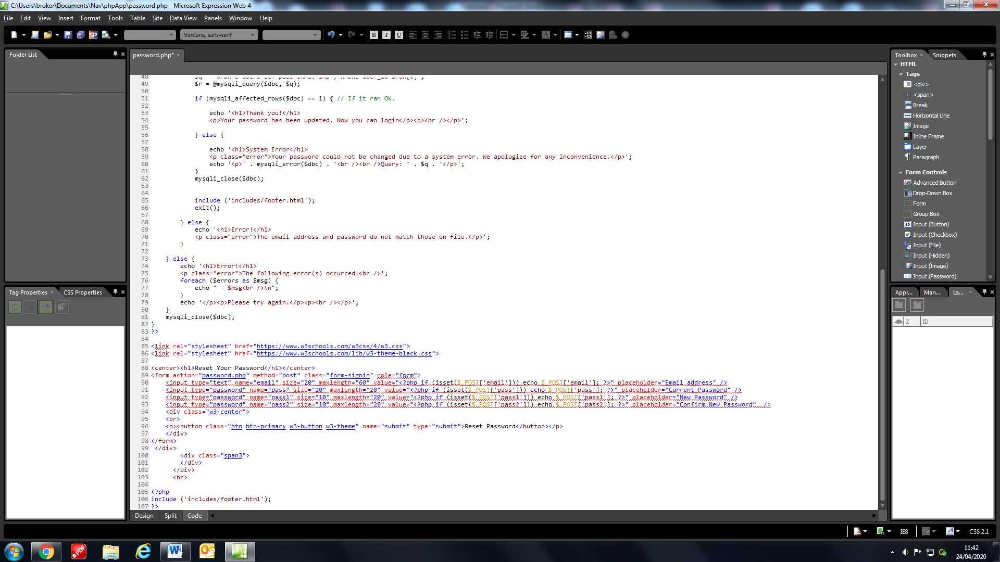 C:\Users\broker\Documents\Nav\phpApp\password.php - Microsoft Expression Web 4
File Edit View Insert Format Tools Table Site Data View Panels Window Help
Verdana, sans-serif
Folder List
password.php*
48 $q = "UPDATE users SET pass=SHA1('$np') WHERE user_id=$row[0]";
49 $r = @mysqli_query($dbc, $q);
50
51 if (mysqli_affected_rows($dbc) == 1) { // If it ran OK.
52
53 echo '<h1>Thank you!</h1>
54 <p>Your password has been updated. Now you can login</p><p><br /></p>';
55
56 } else {
57
58 echo '<h1>System Error</h1>
59 <p class="error">Your password could not be changed due to a system error. We apologize for any inconvenience.</p>';
60 echo '<p>' . mysqli_error($dbc) . '<br /><br />Query: ' . $q . '</p>';
61 }
62 mysqli_close($dbc);
63
64
65 include ('includes/footer.html');
66 exit();
67
68 } else {
69 echo '<h1>Error!</h1>
70 <p class="error">The email address and password do not match those on file.</p>';
71 }
72
73 } else {
74 echo '<h1>Error!</h1>
75 <p class="error">The following error(s) occurred:<br />';
76 foreach ($errors as $msg) {
77 echo " - $msg<br />\n";
78 }
79 echo '</p><p>Please try again.</p><p><br /></p>';
80 }
81 mysqli_close($dbc);
82 }
83 ?>
84
85 <link rel="stylesheet" href="https://www.w3schools.com/w3css/4/w3.css">
86 <link rel="stylesheet" href="https://www.w3schools.com/lib/w3-theme-black.css">
87
88 <center><h1>Reset Your Password</h1></center>
89 <form action="password.php" method="post" class="form-signin" role="form">
90 <input type="text" name="email" size="20" maxlength="60" value="<?php if (isset($_POST['email'])) echo $_POST['email']; ?>" placeholder="Email address" />
91 <input type="password" name="pass" size="10" maxlength="20" value="<?php if (isset($_POST['pass'])) echo $_POST['pass']; ?>" placeholder="Current Password" />
92 <input type="password" name="pass1" size="10" maxlength="20" value="<?php if (isset($_POST['pass1'])) echo $_POST['pass1']; ?>" placeholder="New Password" />
93 <input type="password" name="pass2" size="10" maxlength="20" value="<?php if (isset($_POST['pass2'])) echo $_POST['pass2']; ?>" placeholder="Confirm New Password" />
94 <div class="w3-center">
95 <br>
96 <p><button class="btn btn-primary w3-button w3-theme" name="submit" type="submit">Reset Password</button></p>
97 </div>
98 </form>
99 </div>
100 <div class="span3">
101 </div>
102 </div>
103 <hr>
104
105 <?php
106 include ('includes/footer.html');
107 ?>
Design Split Code
Tag Properties CSS Properties
Toolbox Snippets
HTML
Tags
<div>
<span>
Break
Horizontal Line
Image
Inline Frame
Layer
Paragraph
Form Controls
Advanced Button
Drop-Down Box
Form
Group Box
Input (Button)
Input (Checkbox)
Input (File)
Input (Hidden)
Input (Image)
Input (Password)
Appl... Man... La...
Z ID
IE8 CSS 2.1
11:42
24/04/2020